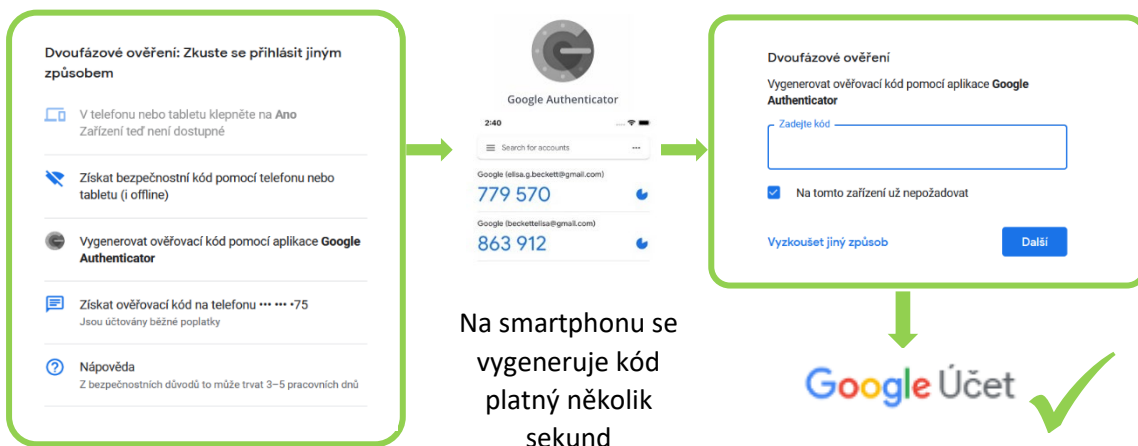 Dvoufázové ověření: Zkuste se přihlásit jiným
způsobem
V telefonu nebo tabletu klepněte na Ano
Zařízení teď není dostupné
Získat bezpečnostní kód pomocí telefonu nebo
tabletu (i offline)
Vygenerovat ověřovací kód pomocí aplikace Google
Authenticator
Získat ověřovací kód na telefonu ••• ••• •75
Jsou účtovány běžné poplatky
Nápověda
Z bezpečnostních důvodů to může trvat 3–5 pracovních dnů
Google Authenticator
2:40
Search for accounts
Google (elisa.g.beckett@gmail.com)
779 570
Google (beckettelisa@gmail.com)
863 912
Na smartphonu se
vygeneruje kód
platný několik
sekund
Dvoufázové ověření
Vygenerovat ověřovací kód pomocí aplikace Google
Authenticator
Zadejte kód
Na tomto zařízení už nepožadovat
Vyzkoušet jiný způsob
Další
Google Účet